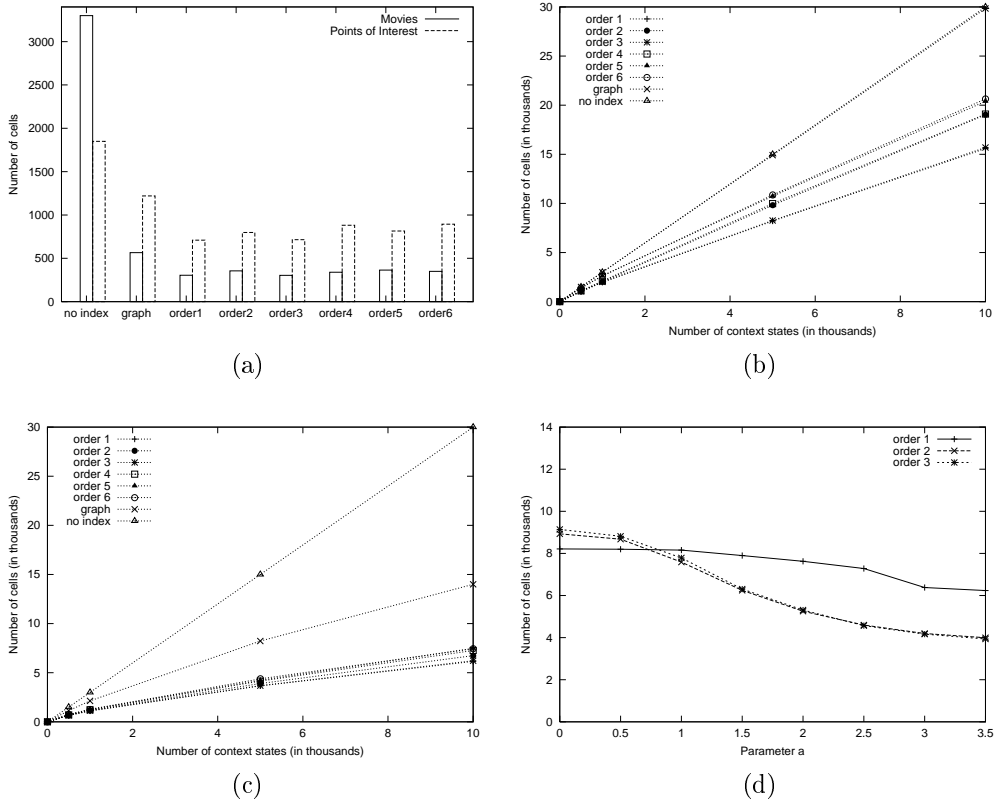 Movies
Points of Interest
Number of cells
3500
3000
2500
2000
1500
1000
500
0
no index graph order1 order2 order3 order4 order5 order6
(a)
order 1
order 2
order 3
order 4
order 5
order 6
graph
no index
Number of cells (in thousands)
30
25
20
15
10
5
0
0 2 4 6 8 10
Number of context states (in thousands)
(b)
order 1
order 2
order 3
order 4
order 5
order 6
graph
no index
Number of cells (in thousands)
30
25
20
15
10
5
0
0 2 4 6 8 10
Number of context states (in thousands)
(c)
order 1
order 2
order 3
Number of cells (in thousands)
14
12
10
8
6
4
2
0
0 0.5 1 1.5 2 2.5 3 3.5
Parameter a
(d)